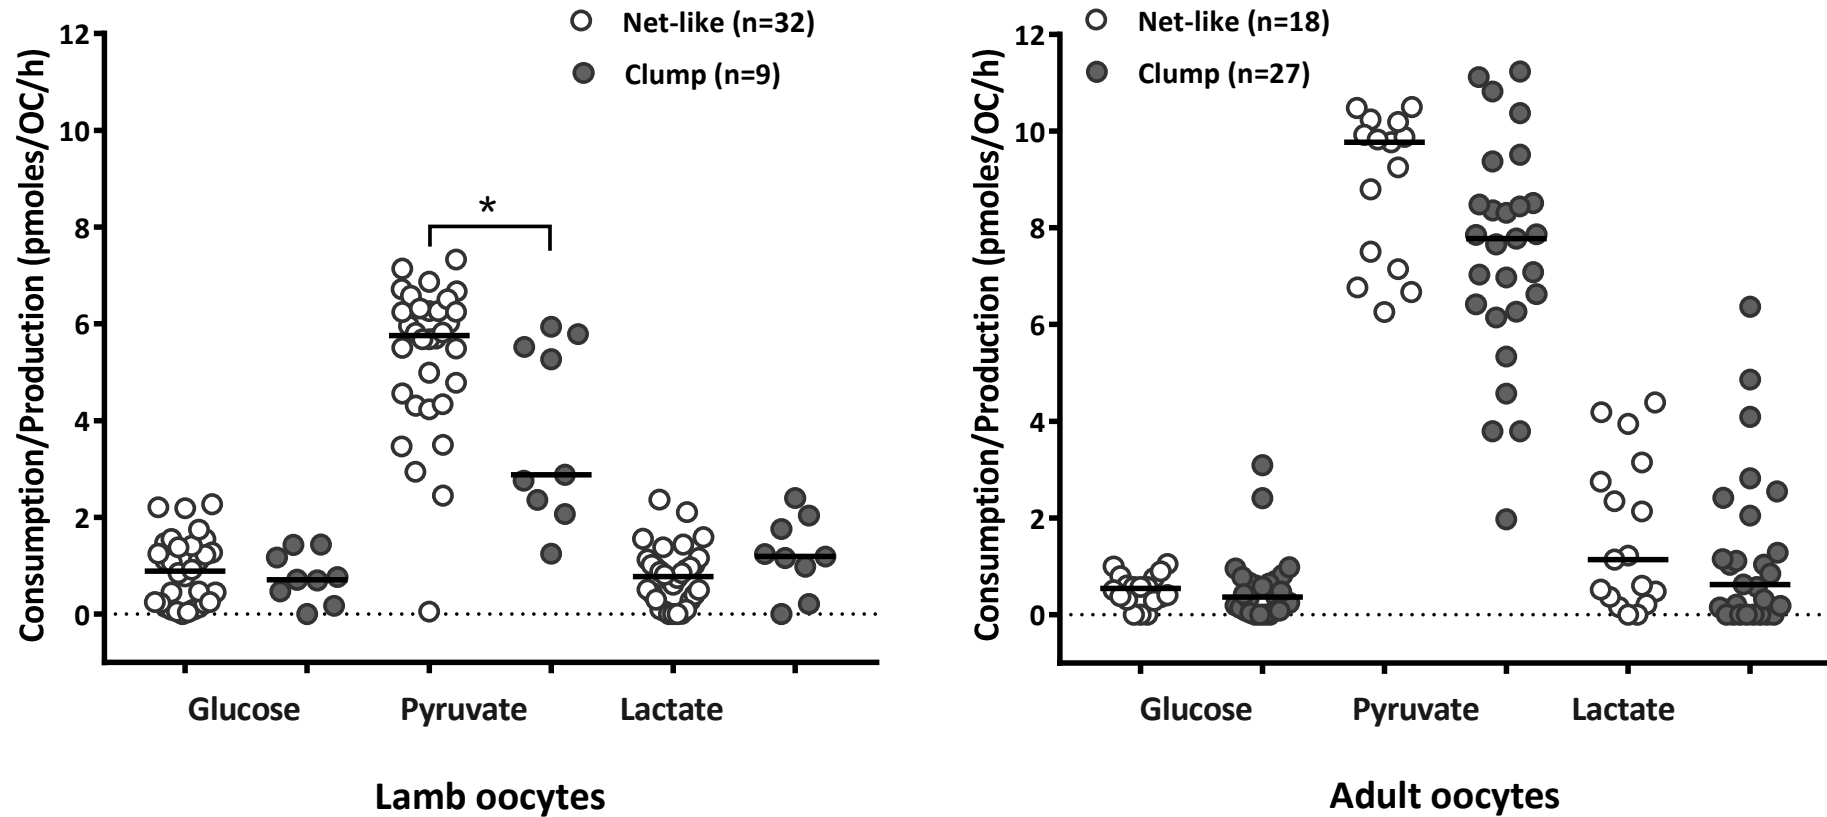 Net-like (n=32)
Clump (n=9)
Consumption/Production (pmoles/OC/h)
12
10
8
6
4
2
0
*
Glucose
Pyruvate
Lactate
Lamb oocytes
Net-like (n=18)
Clump (n=27)
Consumption/Production (pmoles/OC/h)
12
10
8
6
4
2
0
Glucose
Pyruvate
Lactate
Adult oocytes